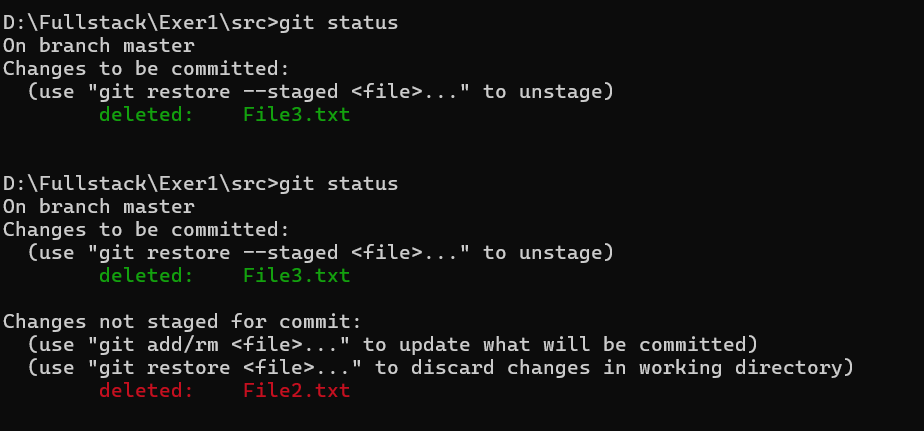 D:\Fullstack\Exer1\src>git status
On branch master
Changes to be committed:
  (use "git restore --staged <file>..." to unstage)
        deleted:    File3.txt
D:\Fullstack\Exer1\src>git status
On branch master
Changes to be committed:
  (use "git restore --staged <file>..." to unstage)
        deleted:    File3.txt
Changes not staged for commit:
  (use "git add/rm <file>..." to update what will be committed)
  (use "git restore <file>..." to discard changes in working directory)
        deleted:    File2.txt